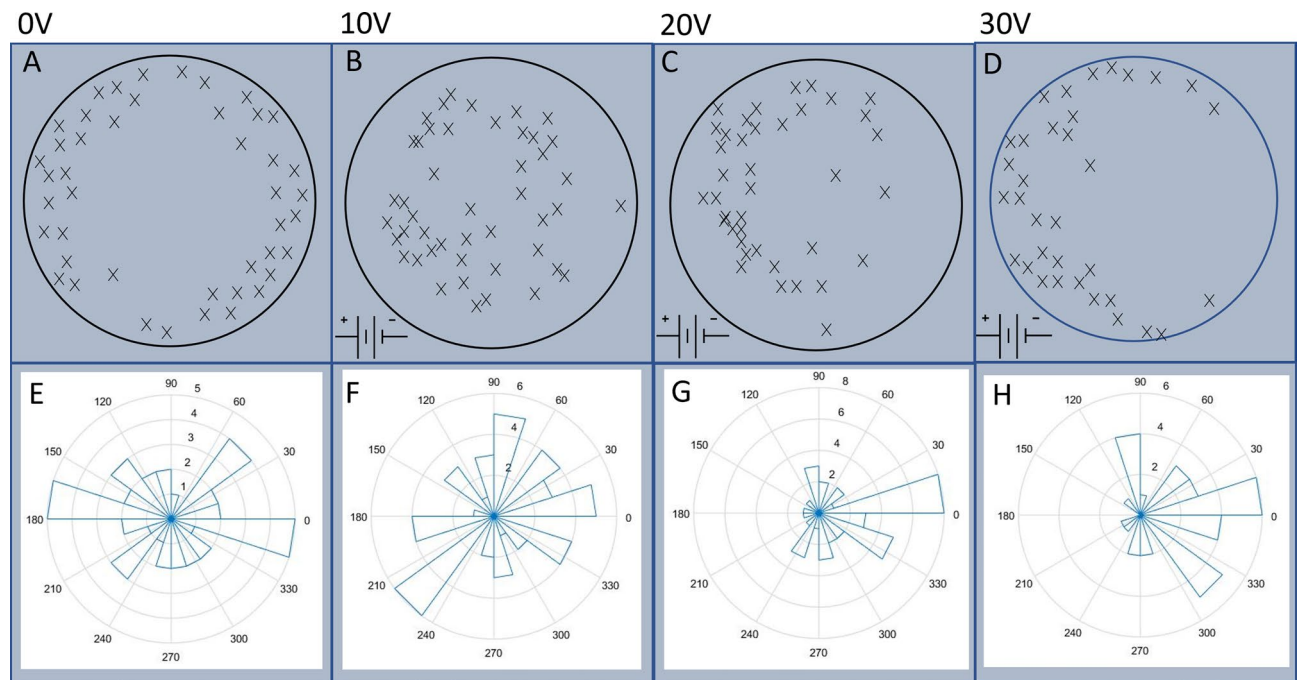 0V 10V 20V 30V
A B C D
+ − + − + −
E F G H
90 5 90 6 90 8 90 6
120 60 120 60 120 60 120 60
4 4 6 4
150 3 30 150 30 150 4 30 150 30
2 2 2 2
1
180 0 180 0 180 0 180 0
210 330 210 330 210 330 210 330
240 300 240 300 240 300 240 300
270 270 270 270